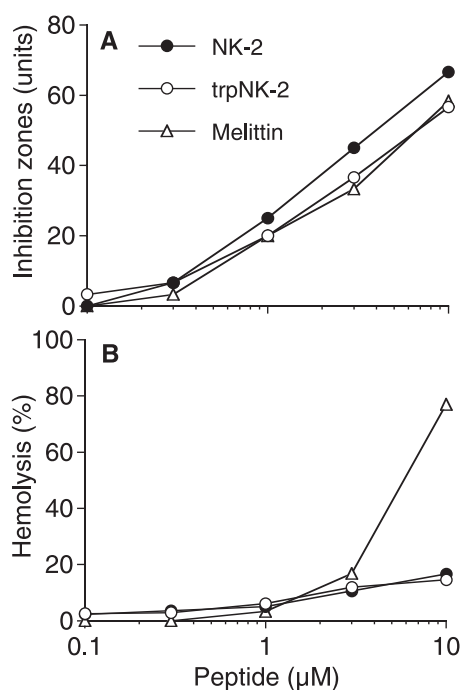 A
NK-2
trpNK-2
Melittin
Inhibition zones (units)
80
60
40
20
0
B
Hemolysis (%)
100
80
60
40
20
0
0.1
1
10
Peptide (µM)